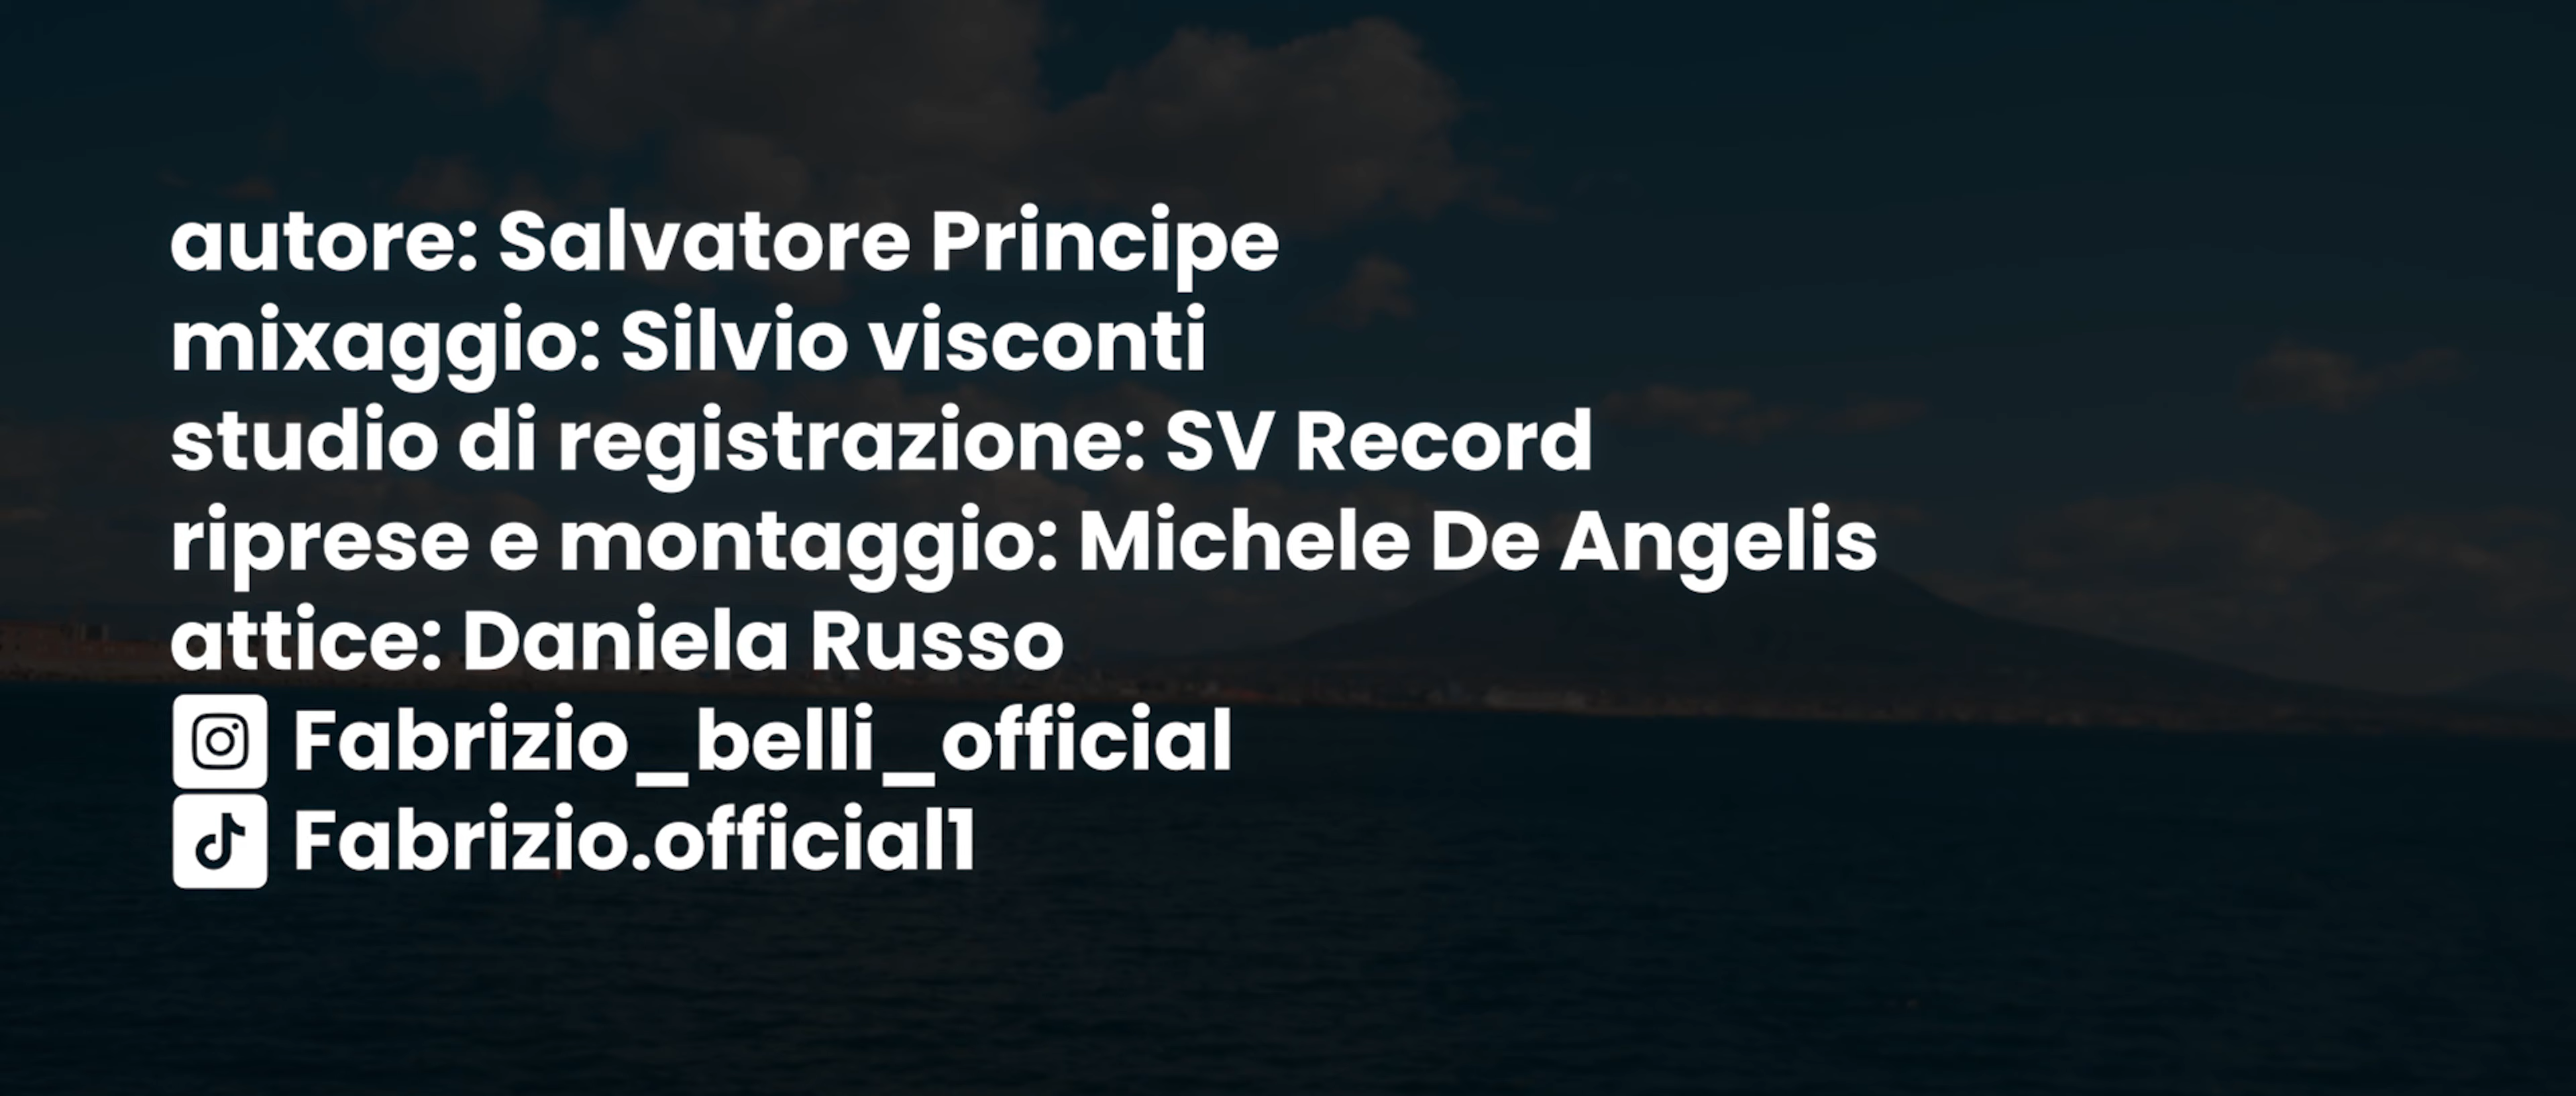 autore: Salvatore Principe
mixaggio: Silvio visconti
studio di registrazione: SV Record
riprese e montaggio: Michele De Angelis
attice: Daniela Russo
Fabrizio_belli_official
Fabrizio.official1